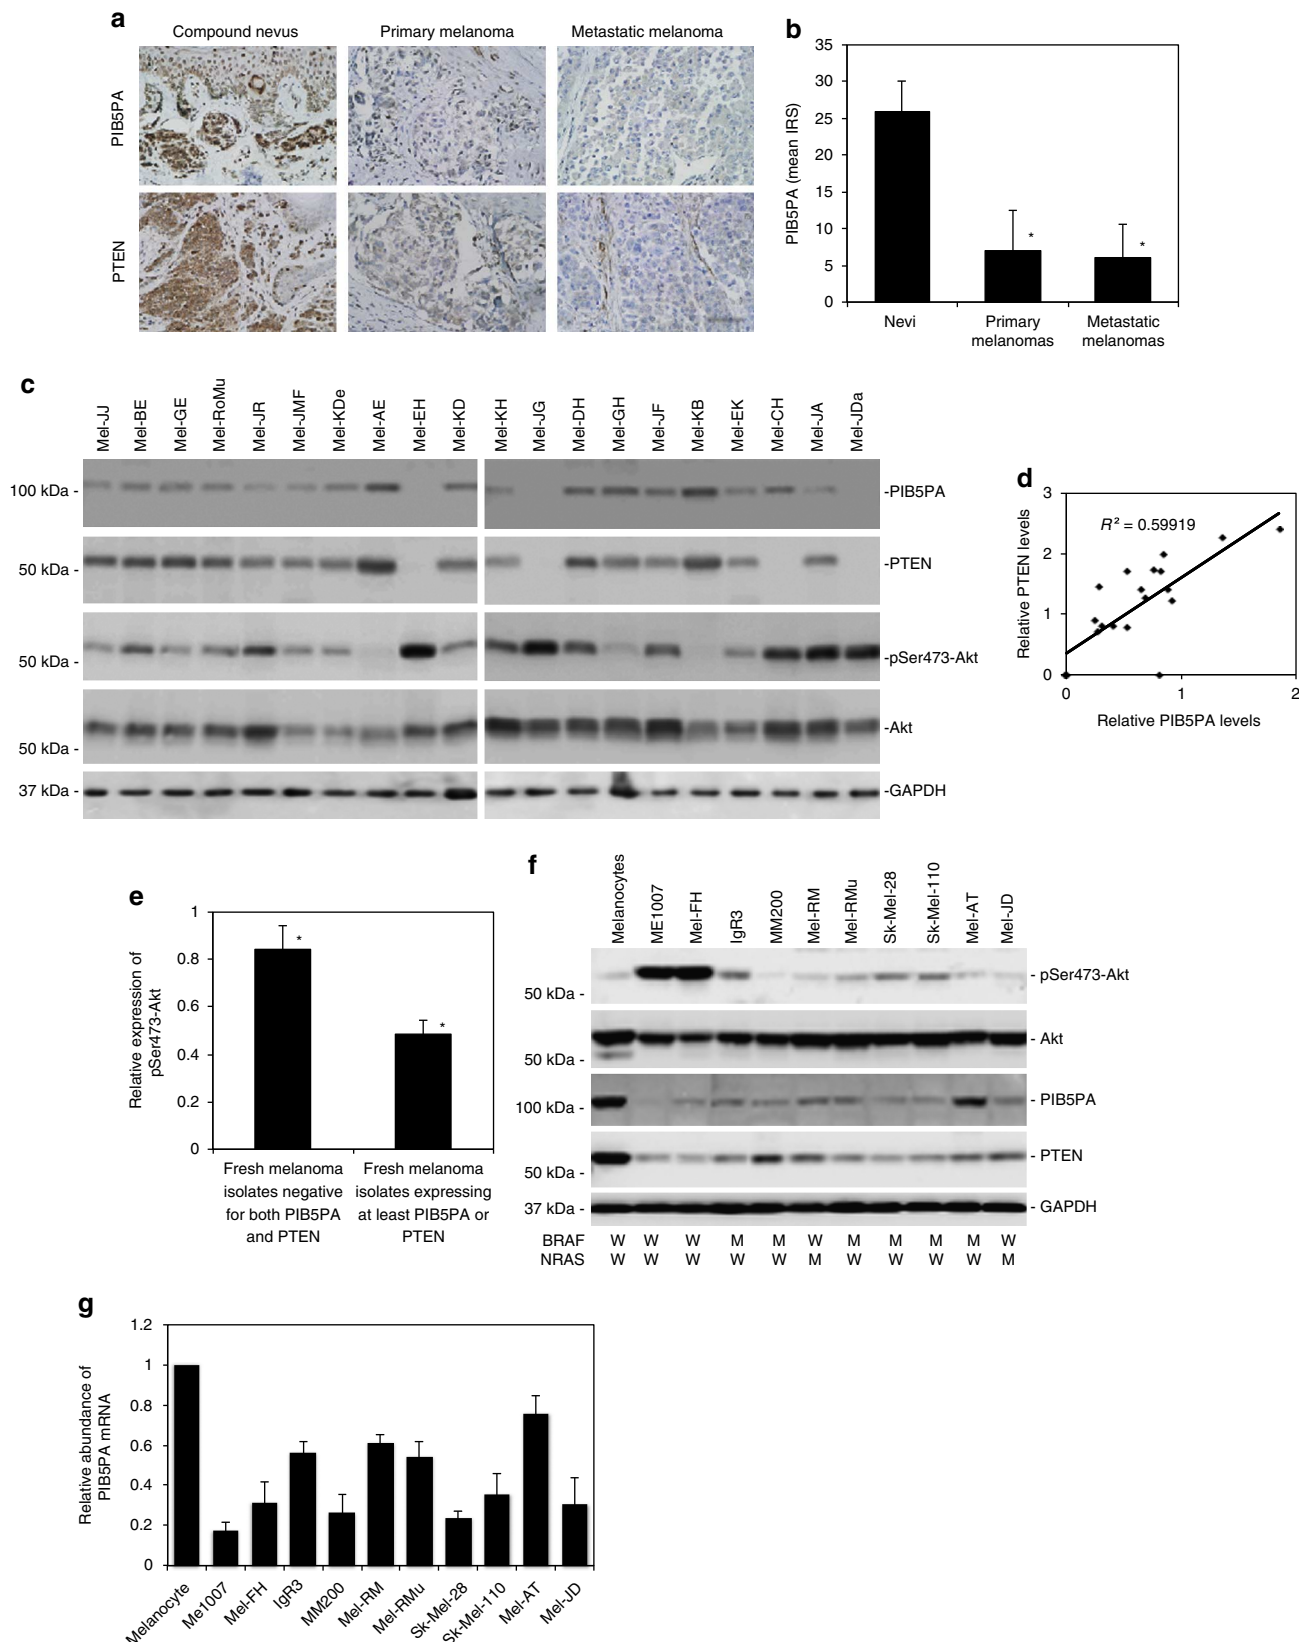 a
Compound nevus
Primary melanoma
Metastatic melanoma
PIB5PA
PTEN
b
PIB5PA (mean IRS)
35
30
25
20
15
10
5
0
*
*
Nevi
Primary
melanomas
Metastatic
melanomas
c
Mel-JJ
Mel-BE
Mel-GE
Mel-RoMu
Mel-JR
Mel-JMF
Mel-KDe
Mel-AE
Mel-EH
Mel-KD
Mel-KH
Mel-JG
Mel-DH
Mel-GH
Mel-JF
Mel-KB
Mel-EK
Mel-CH
Mel-JA
Mel-JDa
100 kDa -
-PIB5PA
50 kDa -
-PTEN
50 kDa -
-pSer473-Akt
50 kDa -
-Akt
37 kDa -
-GAPDH
d
Relative PTEN levels
3
2
1
0
R² = 0.59919
0
1
2
Relative PIB5PA levels
e
Relative expression of
pSer473-Akt
1
0.8
0.6
0.4
0.2
0
*
*
Fresh melanoma
isolates negative
for both PIB5PA
and PTEN
Fresh melanoma
isolates expressing
at least PIB5PA or
PTEN
f
Melanocytes
ME1007
Mel-FH
IgR3
MM200
Mel-RM
Mel-RMu
Sk-Mel-28
Sk-Mel-110
Mel-AT
Mel-JD
50 kDa -
- pSer473-Akt
50 kDa -
- Akt
100 kDa -
- PIB5PA
50 kDa -
- PTEN
37 kDa -
- GAPDH
BRAF W W W M M W M M M M W
NRAS W W W W W M W W W W M
g
Relative abundance of
PIB5PA mRNA
1.2
1
0.8
0.6
0.4
0.2
0
Melanocyte
Me1007
Mel-FH
IgR3
MM200
Mel-RM
Mel-RMu
Sk-Mel-28
Sk-Mel-110
Mel-AT
Mel-JD